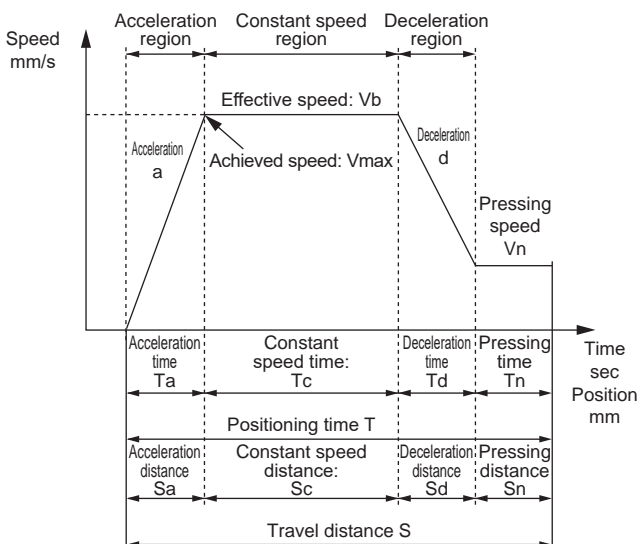 Acceleration
region
Constant speed
region
Deceleration
region
Speed
mm/s
Effective speed: Vb
Acceleration
a
Achieved speed: Vmax
Deceleration
d
Pressing
speed
Vn
Acceleration
time
Ta
Constant
speed time:
Tc
Deceleration
time
Td
Pressing
time
Tn
Time
sec
Position
mm
Positioning time T
Acceleration
distance
Sa
Constant speed
distance:
Sc
Deceleration
distance
Sd
Pressing
distance
Sn
Travel distance S